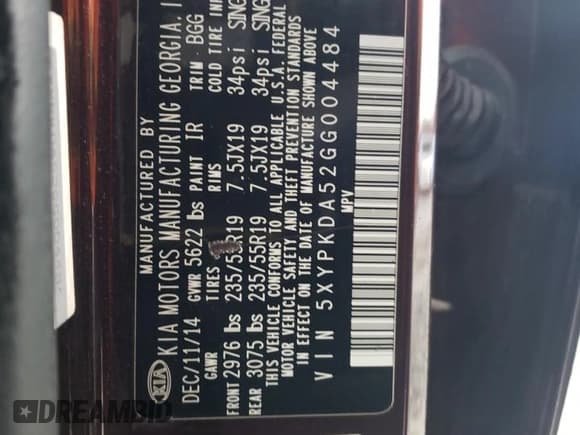 MANUFACTURED BY
KIA KIA MOTORS MANUFACTURING GEORGIA, I
DEC/11/14 GVWR 5622 lbs PAINT IR TRIM BGG
GAWR TIRES RIMS COLD TIRE INF
FRONT 2976 lbs 235/55R19 7.5JX19 34psi SING
REAR 3075 lbs 235/55R19 7.5JX19 34psi SING
THIS VEHICLE CONFORMS TO ALL APPLICABLE U.S.A. FEDERAL
MOTOR VEHICLE SAFETY AND THEFT PREVENTION STANDARDS
IN EFFECT ON THE DATE OF MANUFACTURE SHOWN ABOVE
VIN 5XYPKDA52GG004484
MPV
DREAMBID